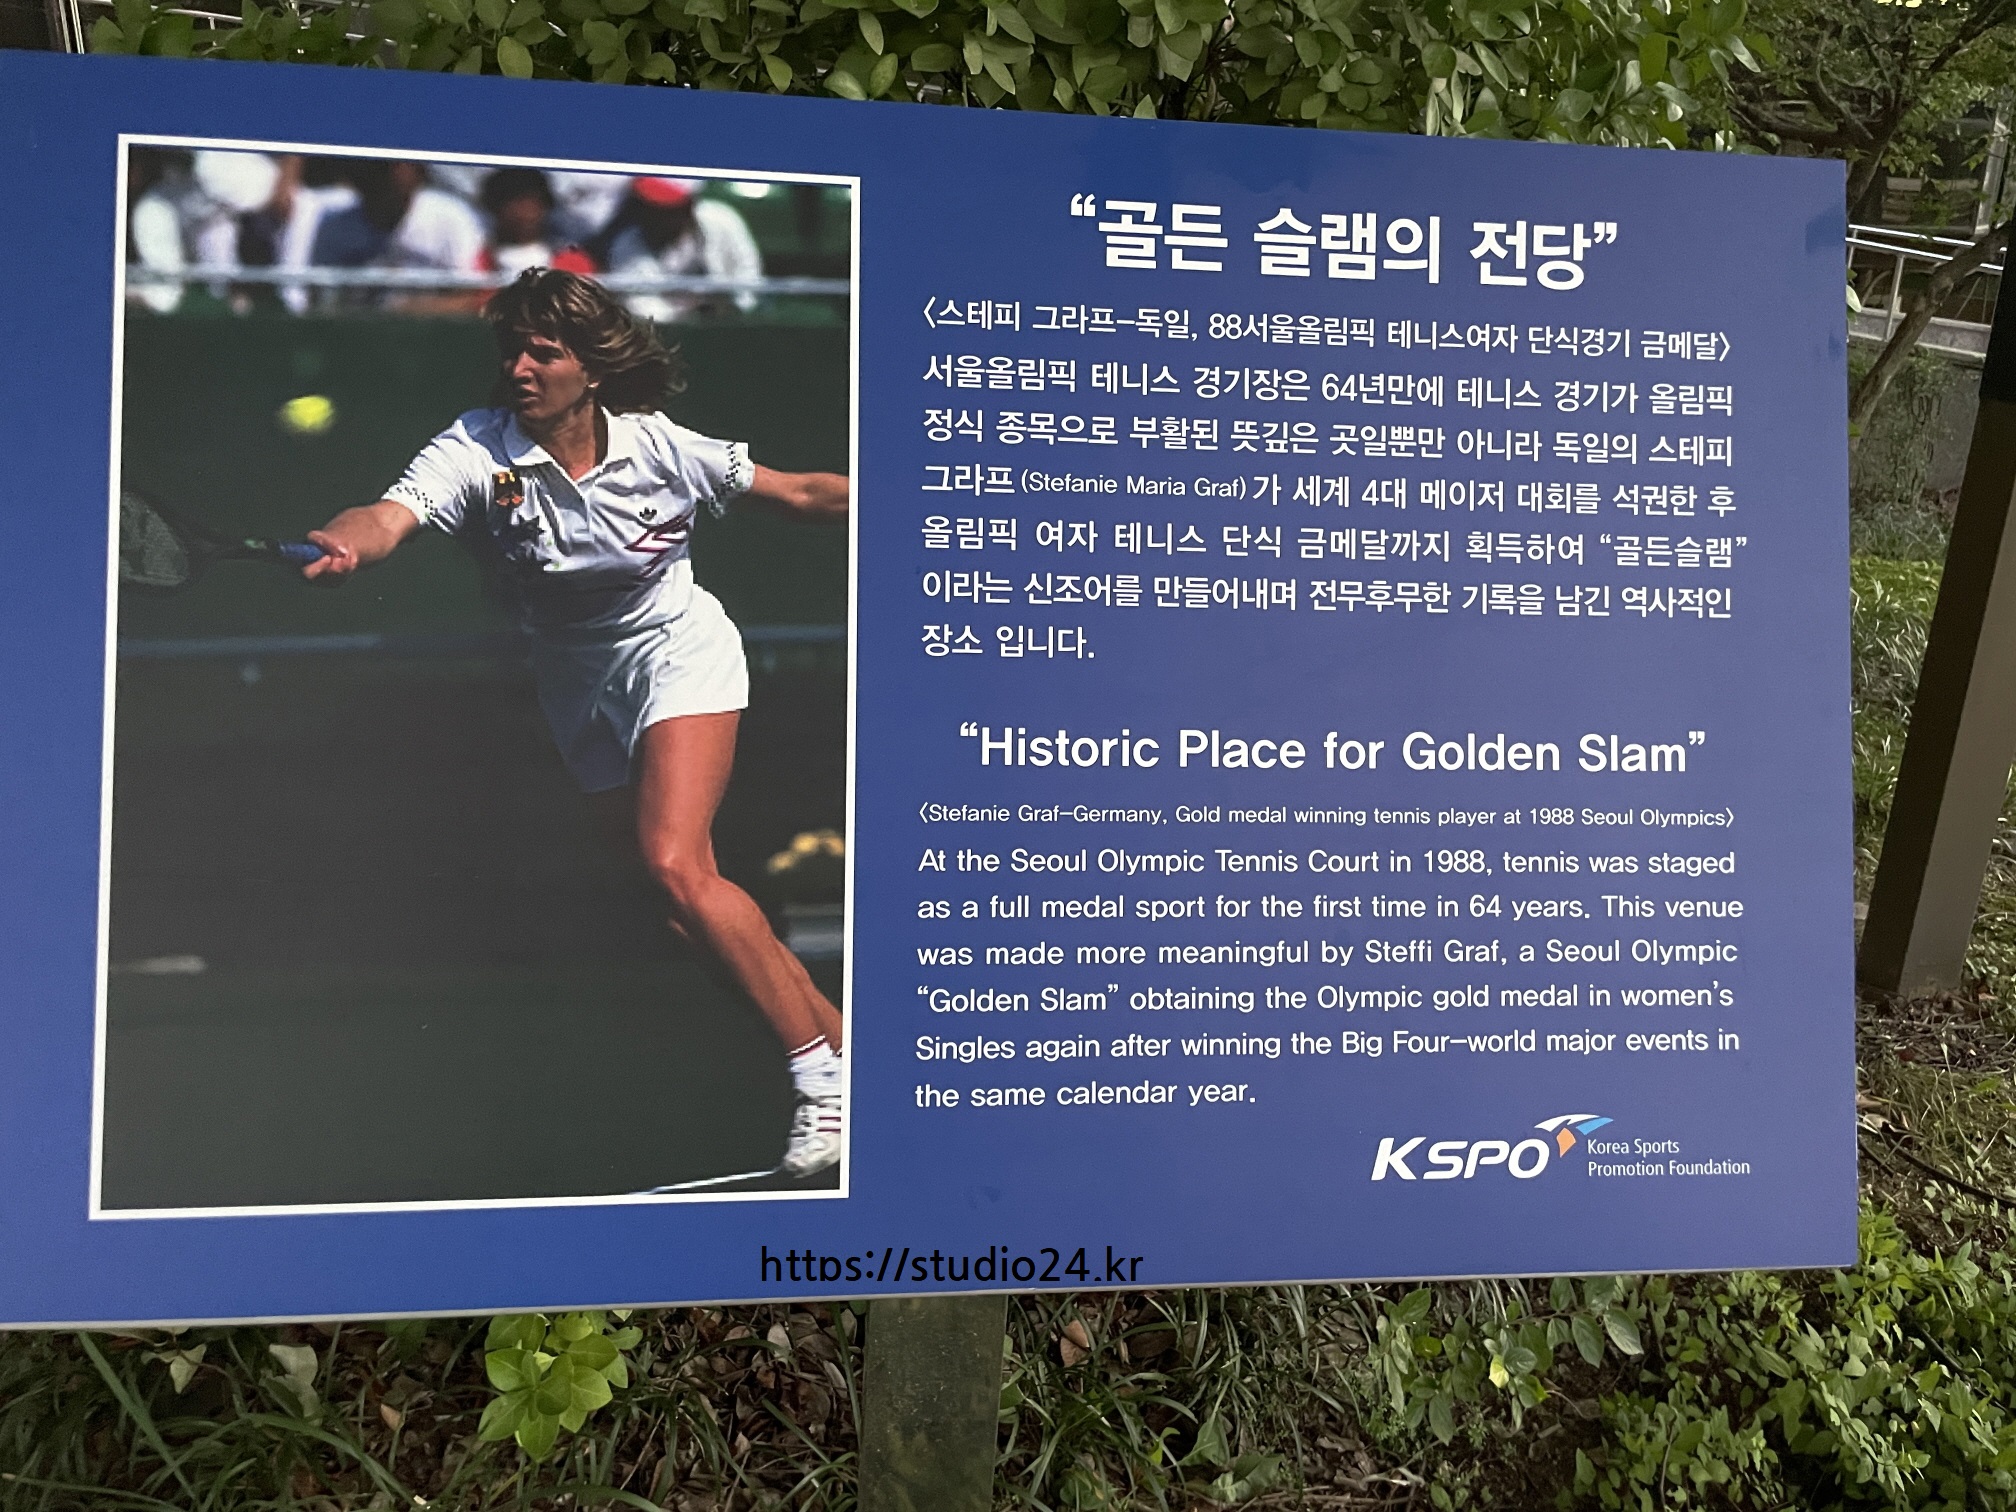 “골든 슬램의 전당”
〈스테피 그라프-독일, 88서울올림픽 테니스여자 단식경기 금메달〉
서울올림픽 테니스 경기장은 64년만에 테니스 경기가 올림픽
정식 종목으로 부활된 뜻깊은 곳일뿐만 아니라 독일의 스테피
그라프 (Stefanie Maria Graf) 가 세계 4대 메이저 대회를 석권한 후
올림픽 여자 테니스 단식 금메달까지 획득하여 “골든슬램”
이라는 신조어를 만들어내며 전무후무한 기록을 남긴 역사적인
장소 입니다.
“Historic Place for Golden Slam”
〈Stefanie Graf-Germany, Gold medal winning tennis player at 1988 Seoul Olympics〉
At the Seoul Olympic Tennis Court in 1988, tennis was staged
as a full medal sport for the first time in 64 years. This venue
was made more meaningful by Steffi Graf, a Seoul Olympic
“Golden Slam” obtaining the Olympic gold medal in women’s
Singles again after winning the Big Four-world major events in
the same calendar year.
KSPO Korea Sports
Promotion Foundation
https://studio24.kr